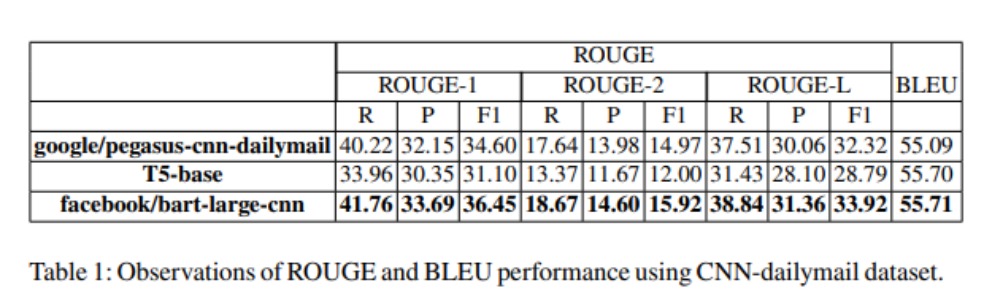 ROUGE
ROUGE-1 ROUGE-2 ROUGE-L BLEU
R P F1 R P F1 R P F1
google/pegasus-cnn-dailymail 40.22 32.15 34.60 17.64 13.98 14.97 37.51 30.06 32.32 55.09
T5-base 33.96 30.35 31.10 13.37 11.67 12.00 31.43 28.10 28.79 55.70
facebook/bart-large-cnn 41.76 33.69 36.45 18.67 14.60 15.92 38.84 31.36 33.92 55.71
Table 1: Observations of ROUGE and BLEU performance using CNN-dailymail dataset.